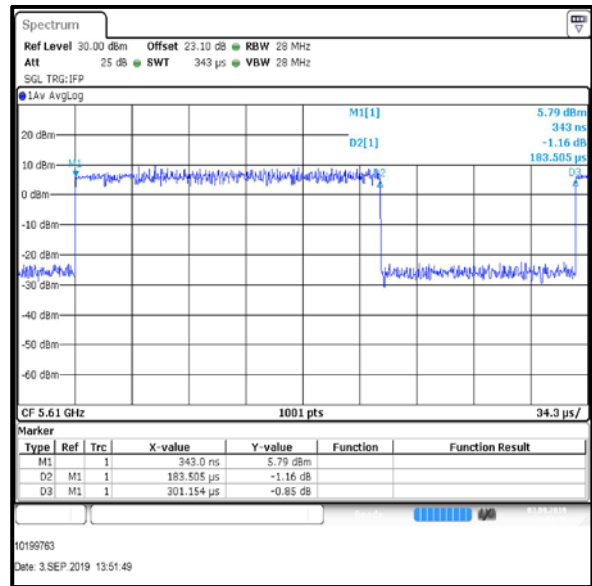 Spectrum
Ref Level 30.00 dBm Offset 23.10 dB RBW 28 MHz
Att 25 dB SWT 343 µs VBW 28 MHz
SGL TRG:IFP
1Av AvgLog
M1[1] 5.79 dBm
343 ns
20 dBm
D2[1] -1.16 dB
183.505 µs
10 dBm
M1
D2
D3
0 dBm
-10 dBm
-20 dBm
-30 dBm
-40 dBm
-50 dBm
-60 dBm
CF 5.61 GHz 1001 pts 34.3 µs/
Marker
Type Ref Trc X-value Y-value Function Function Result
M1 1 343.0 ns 5.79 dBm
D2 M1 1 183.505 µs -1.16 dB
D3 M1 1 301.154 µs -0.85 dB
10199763
Date: 3.SEP.2019 13:51:49